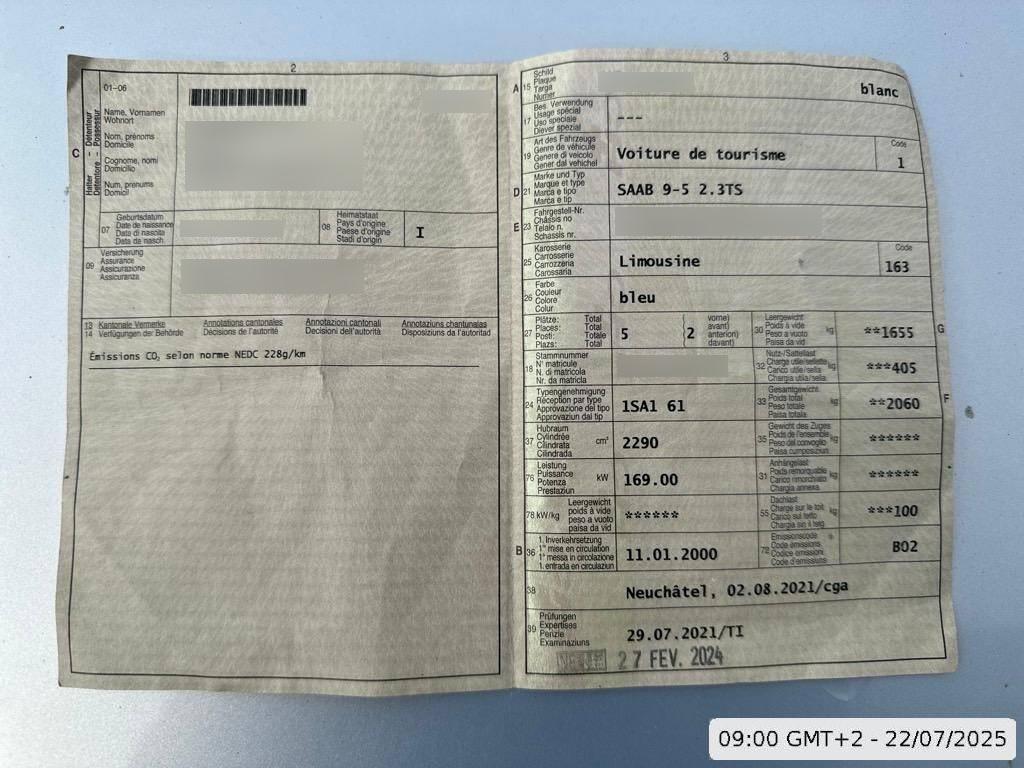 2
01-06
C
Halter - Détenteur
Detentore - Possessur
Name, Vornamen
Wohnort
Nom, prénoms
Domicile
Cognome, nomi
Domicilio
Num, prenums
Domicil
07
Geburtsdatum
Date de naissance
Data di nascita
Data da nasch.
08
Heimatstaat
Pays d'origine
Paese d'origine
Stadi d'origin
I
09
Versicherung
Assurance
Assicurazione
Assicuranza
13 Kantonale Vermerke
14 Verfügungen der Behörde
Annotations cantonales
Décisions de l'autorité
Annotazioni cantonali
Decisioni dell'autorità
Annotaziuns chantunalas
Disposiziuns da l'autoritad
Émissions CO2 selon norme NEDC 228g/km
3
A 15
Schild
Plaque
Targa
Numer
blanc
17
Bes. Verwendung
Usage spécial
Uso speciale
Diever spezial
---
19
Art des Fahrzeugs
Genre de véhicule
Genere di veicolo
Gener dal vehichel
Voiture de tourisme
Code
1
D 21
Marke und Typ
Marque et type
Marca e tipo
Marca e tip
SAAB 9-5 2.3TS
E 23
Fahrgestell-Nr.
Châssis no
Telaio n.
Schassis nr.
25
Karosserie
Carrosserie
Carrozzeria
Carossaria
Limousine
Code
163
26
Farbe
Couleur
Colore
Colur
bleu
27
Plätze: Total
Places: Total
Posti: Totale
Plazs: Total
5
(2
vorne)
avant)
anteriori)
davant)
30
Leergewicht
Poids à vide
Peso a vuoto
Paisa da vid
kg
**1655
G
18
Stammnummer
N° matricule
N. di matricola
Nr. da matricla
32
Nutz-/Sattellast
Charge utile/sellette
Carico utile/sella
Chargia utila/sella
kg
***405
24
Typengenehmigung
Réception par type
Approvazione del tipo
Approvaziun dal tip
1SA1 61
33
Gesamtgewicht
Poids total
Peso totale
Paisa totala
kg
**2060
F
37
Hubraum
Cylindrée
Cilindrata
Cilindrada
cm³
2290
35
Gewicht des Zuges
Poids de l'ensemble
Peso del convoglio
Paisa cumposiziun
kg
******
76
Leistung
Puissance
Potenza
Prestaziun
kW
169.00
31
Anhängelast
Poids remorquable
Carico rimorchiato
Chargia annexa
kg
******
78 kW/kg
Leergewicht
poids à vide
peso a vuoto
paisa da vid
******
55
Dachlast
Charge sur le toit
Carico sul tetto
Chargia sin il tetg
kg
***100
B 36
1. Inverkehrsetzung
1re mise en circulation
1a messa in circolazione
1. entrada en circulaziun
11.01.2000
72
Emissionscode
Code émissions
Codice emissioni
Code d'emissiuns
B02
38
Neuchâtel, 02.08.2021/cga
39
Prüfungen
Expertises
Perizie
Examinaziuns
29.07.2021/TI
27 FEV. 2024
09:00 GMT+2 - 22/07/2025